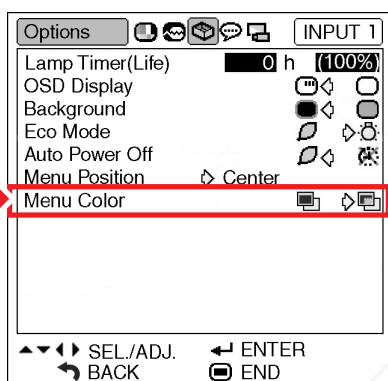 Options INPUT 1
Lamp Timer(Life) 0 h (100%)
OSD Display
Background
Eco Mode
Auto Power Off
Menu Position Center
Menu Color
SEL./ADJ. ENTER
BACK END